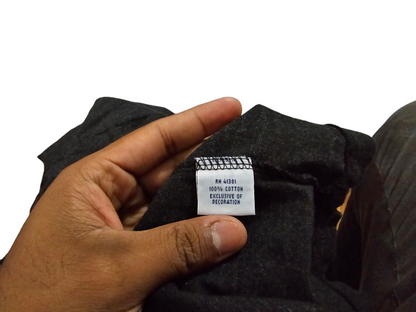 RN 41381
100% COTTON
EXCLUSIVE OF
DECORATION